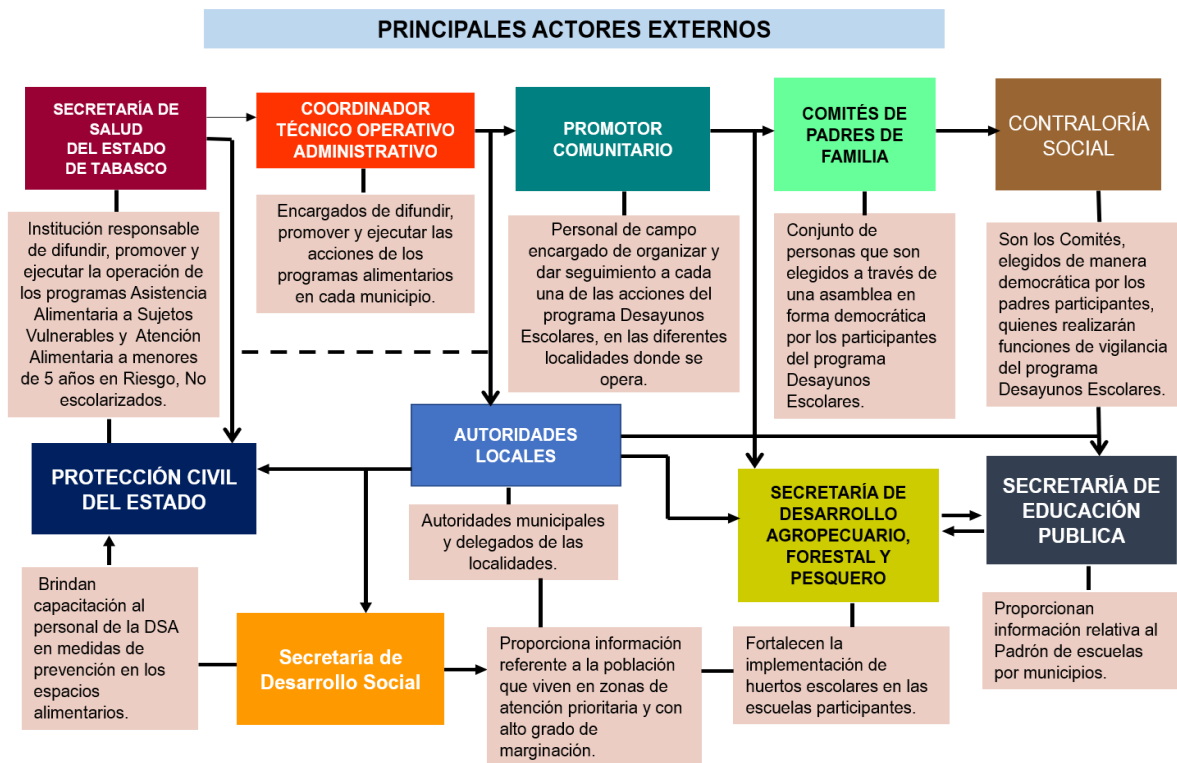 PRINCIPALES ACTORES EXTERNOS
SECRETARÍA DE
SALUD
DEL ESTADO
DE TABASCO
COORDINADOR
TÉCNICO OPERATIVO
ADMINISTRATIVO
PROMOTOR
COMUNITARIO
COMITÉS DE
PADRES DE
FAMILIA
CONTRALORÍA
SOCIAL
Institución responsable
de difundir, promover y
ejecutar la operación de
los programas Asistencia
Alimentaria a Sujetos
Vulnerables y Atención
Alimentaria a menores
de 5 años en Riesgo, No
escolarizados.
Encargados de difundir,
promover y ejecutar las
acciones de los
programas alimentarios
en cada municipio.
Personal de campo
encargado de organizar y
dar seguimiento a cada
una de las acciones del
programa Desayunos
Escolares, en las diferentes
localidades donde se
opera.
Conjunto de
personas que son
elegidos a través de
una asamblea en
forma democrática
por los participantes
del programa
Desayunos
Escolares.
Son los Comités,
elegidos de manera
democrática por los
padres participantes,
quienes realizarán
funciones de vigilancia
del programa
Desayunos Escolares.
PROTECCIÓN CIVIL
DEL ESTADO
AUTORIDADES
LOCALES
SECRETARÍA DE
DESARROLLO
AGROPECUARIO,
FORESTAL Y
PESQUERO
SECRETARÍA DE
EDUCACIÓN
PUBLICA
Brindan
capacitación al
personal de la DSA
en medidas de
prevención en los
espacios
alimentarios.
Secretaría de
Desarrollo Social
Autoridades municipales
y delegados de las
localidades.
Proporciona información
referente a la población
que viven en zonas de
atención prioritaria y con
alto grado de
marginación.
Fortalecen la
implementación de
huertos escolares en las
escuelas participantes.
Proporcionan
información relativa al
Padrón de escuelas
por municipios.